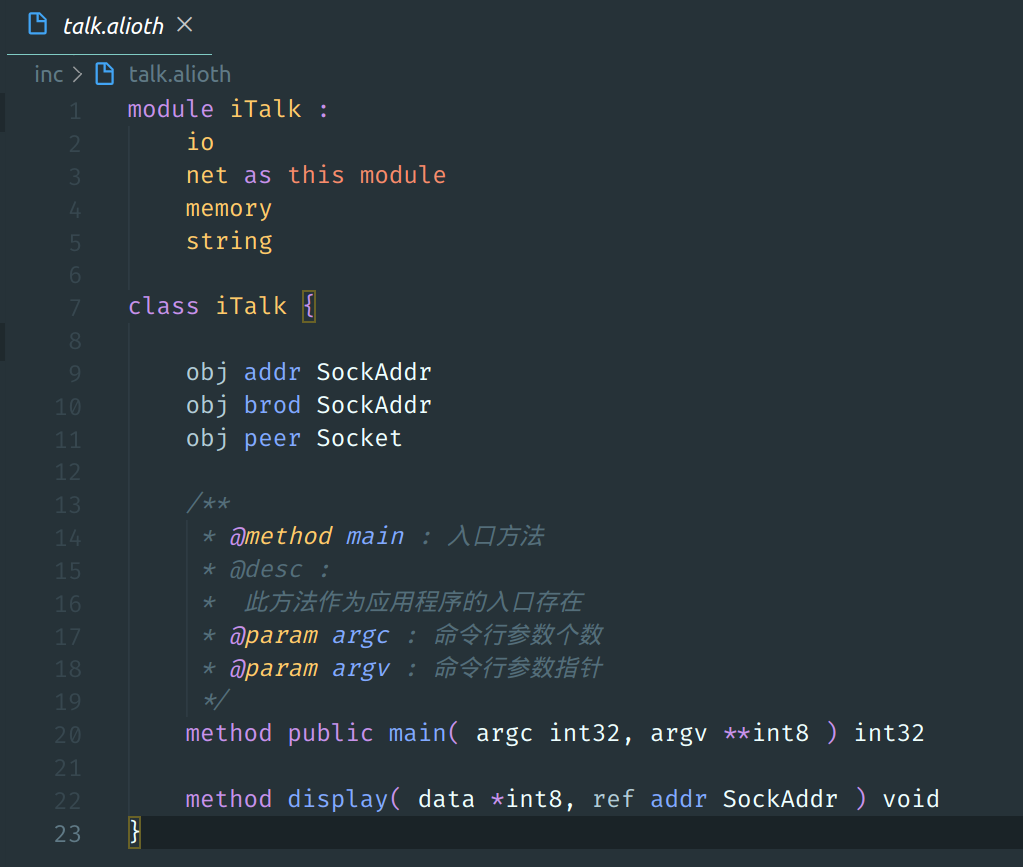 talk.alioth
inc > talk.alioth
1 module iTalk :
2 io
3 net as this module
4 memory
5 string
6
7 class iTalk {
8
9 obj addr SockAddr
10 obj brod SockAddr
11 obj peer Socket
12
13 /**
14 * @method main : 入口方法
15 * @desc :
16 * 此方法作为应用程序的入口存在
17 * @param argc : 命令行参数个数
18 * @param argv : 命令行参数指针
19 */
20 method public main( argc int32, argv **int8 ) int32
21
22 method display( data *int8, ref addr SockAddr ) void
23 }